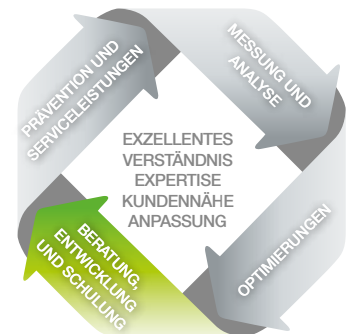 PRÄVENTION UND
SERVICELEISTUNGEN
MESSUNG UND
ANALYSE
EXZELLENTES
VERSTÄNDNIS
EXPERTISE
KUNDENNÄHE
ANPASSUNG
BERATUNG,
ENTWICKLUNG
UND SCHULUNG
OPTIMIERUNGEN